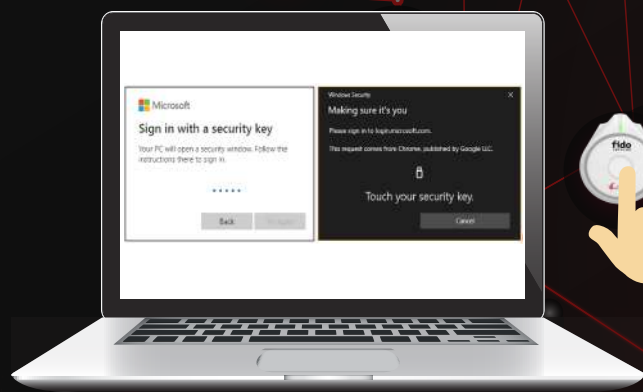 Microsoft
Sign in with a security key
Your PC will open a security window. Follow the
instructions there to sign in.
Back
Windows Security
Making sure it's you
Please sign in to login.microsoft.com.
This request comes from Chrome, published by Google LLC.
Touch your security key.
Cancel
fido